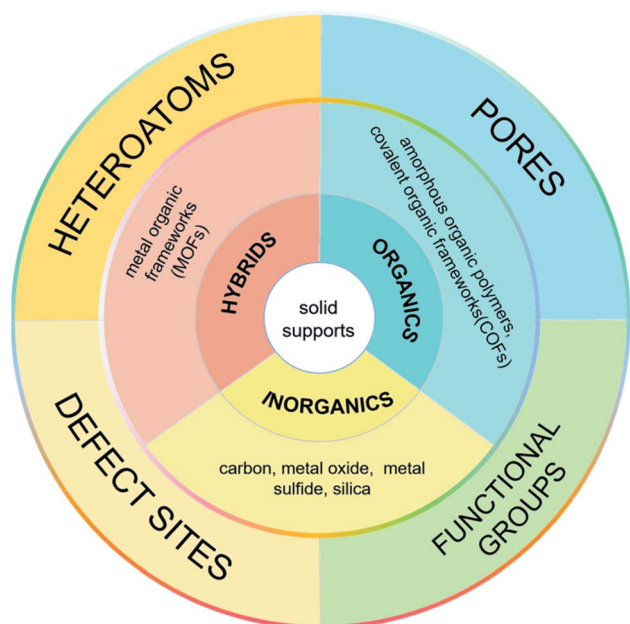 HETEROATOMS
PORES
metal organic
frameworks
(MOFs)
amorphous organic polymers,
covalent organic frameworks(COFs)
HYBRIDS
ORGANICS
solid
supports
INORGANICS
carbon, metal oxide, metal
sulfide, silica
DEFECT SITES
FUNCTIONAL
GROUPS